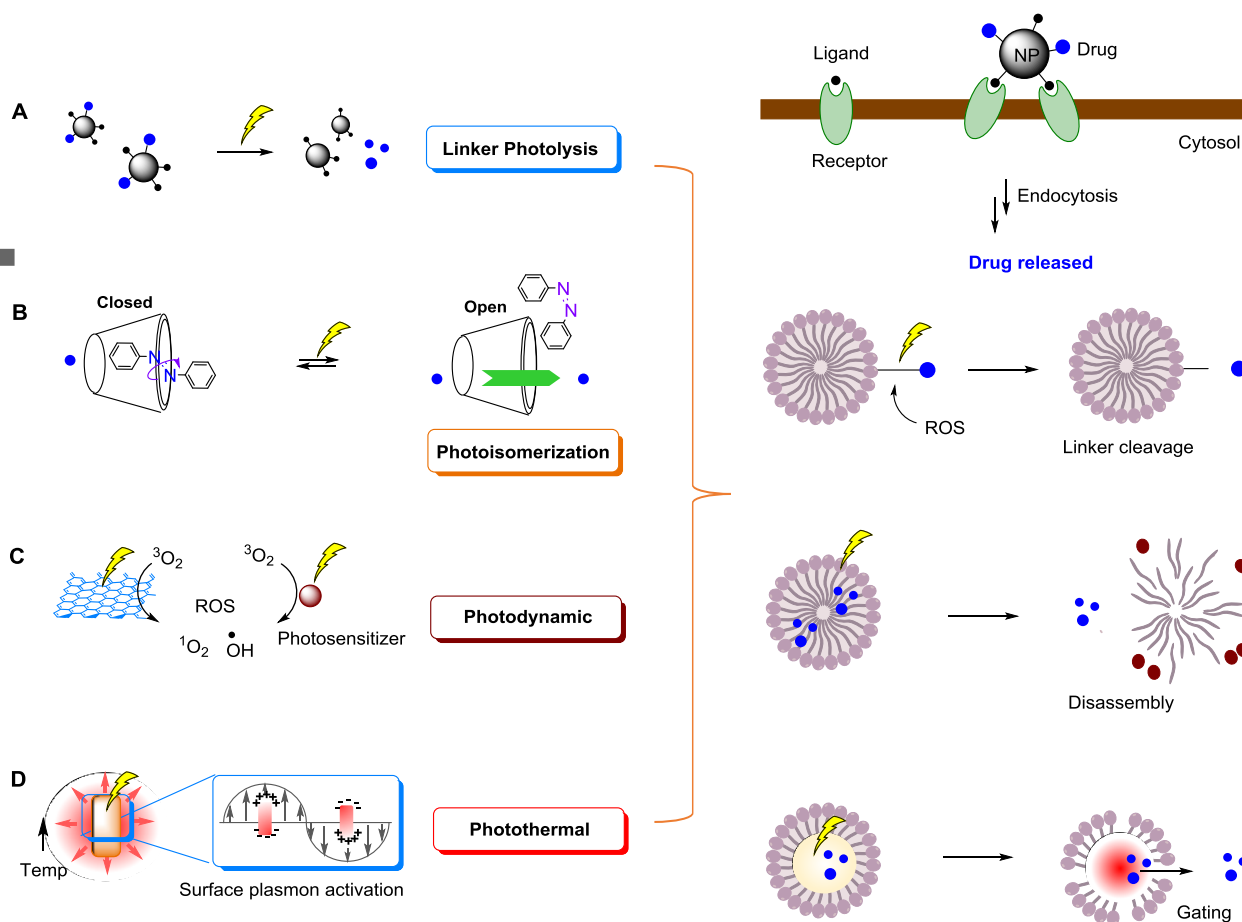 A
Linker Photolysis
B
Closed
N
N
Open
N
N
Photoisomerization
C
³O₂
³O₂
ROS
¹O₂
•
OH
Photosensitizer
Photodynamic
D
Temp
Surface plasmon activation
Photothermal
Ligand
NP
Drug
Cytosol
Receptor
Endocytosis
Drug released
ROS
Linker cleavage
Disassembly
Gating